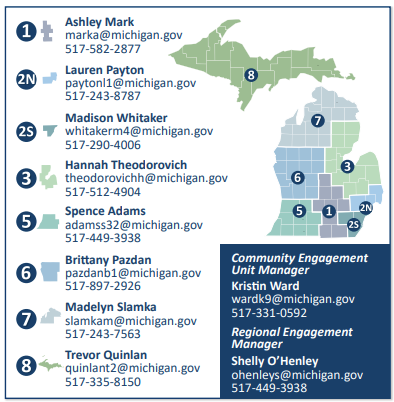 1
Ashley Mark
marka@michigan.gov
517-582-2877
2N
Lauren Payton
paytonl1@michigan.gov
517-243-8787
2S
Madison Whitaker
whitakerm4@michigan.gov
517-290-4006
3
Hannah Theodorovich
theodorovichh@michigan.gov
517-512-4904
5
Spence Adams
adamss32@michigan.gov
517-449-3938
6
Brittany Pazdan
pazdanb1@michigan.gov
517-897-2926
7
Madelyn Slamka
slamkam@michigan.gov
517-243-7563
8
Trevor Quinlan
quinlant2@michigan.gov
517-335-8150
8
7
3
6
2N
5
1
2S
Community Engagement
Unit Manager
Kristin Ward
wardk9@michigan.gov
517-331-0592
Regional Engagement
Manager
Shelly O'Henley
ohenleys@michigan.gov
517-449-3938